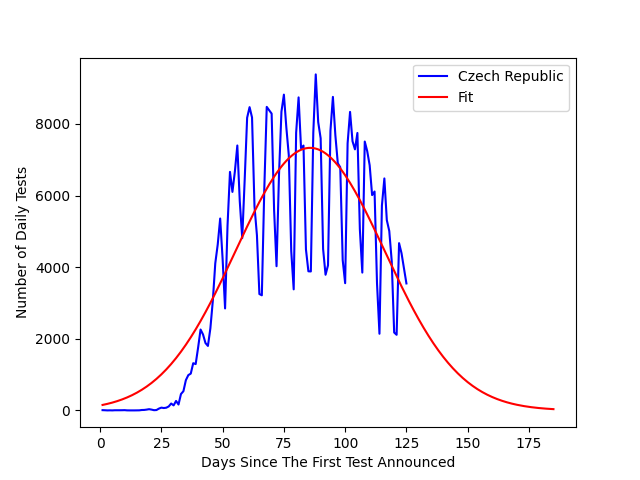 Czech Republic
Fit
8000
6000
4000
2000
0
Number of Daily Tests
0 25 50 75 100 125 150 175
Days Since The First Test Announced